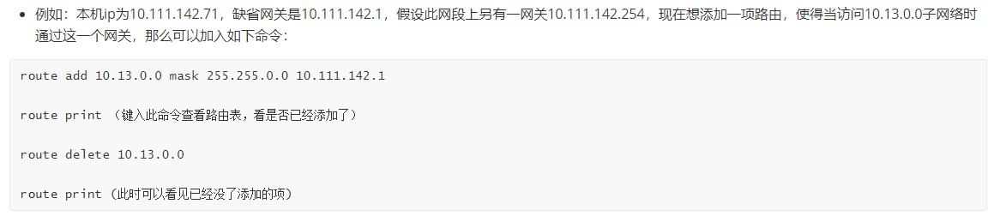 例如：本机ip为10.111.142.71，缺省网关是10.111.142.1，假设此网段上另有一网关10.111.142.254，现在想添加一项路由，使得当访问10.13.0.0子网络时
通过这一个网关，那么可以加入如下命令：
route add 10.13.0.0 mask 255.255.0.0 10.111.142.1
route print （键入此命令查看路由表，看是否已经添加了）
route delete 10.13.0.0
route print (此时可以看见已经没了添加的项)